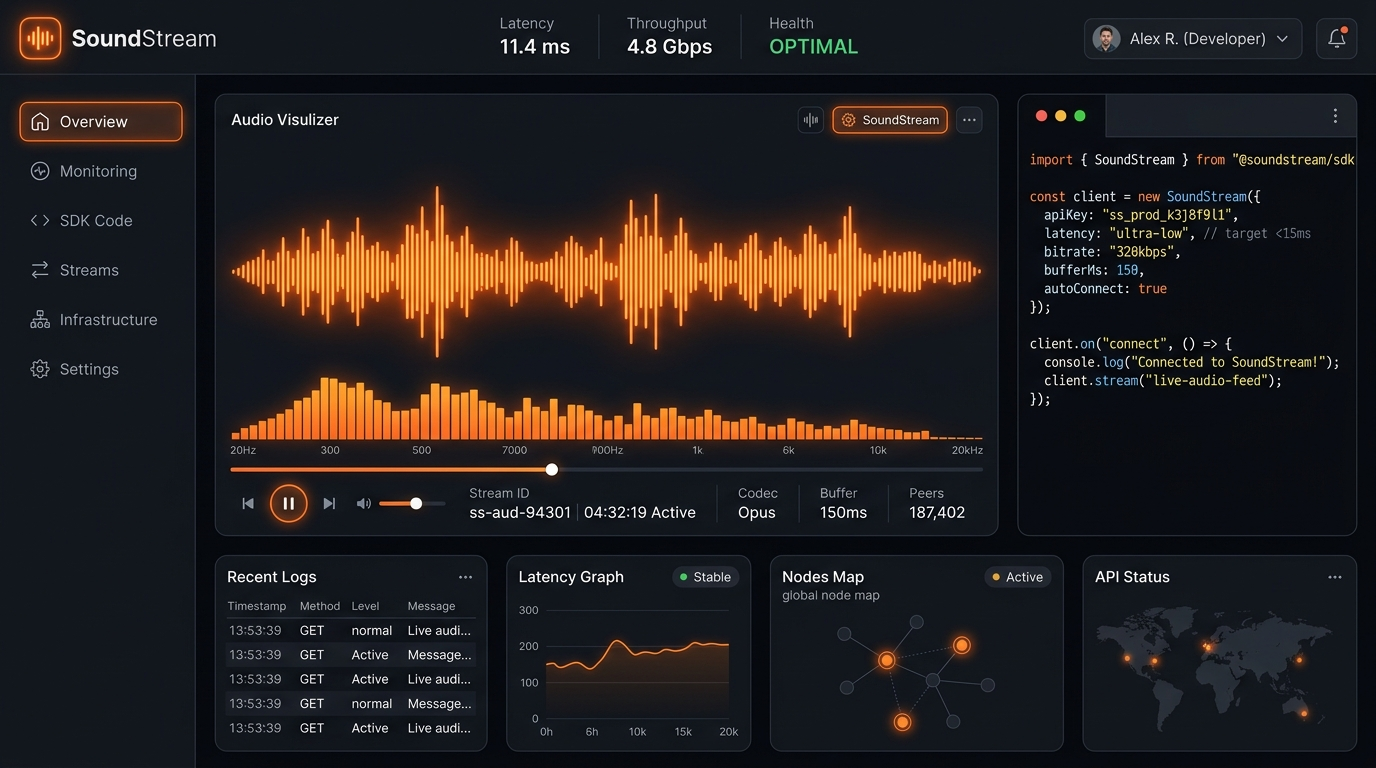 SoundStream
Latency
11.4 ms
Throughput
4.8 Gbps
Health
OPTIMAL
Alex R. (Developer)
Overview
Monitoring
SDK Code
Streams
Infrastructure
Settings
Audio Visulizer
SoundStream
20Hz 300 500 7000 900Hz 1k 6k 10k 20kHz
Stream ID
ss-aud-94301 | 04:32:19 Active
Codec
Opus
Buffer
150ms
Peers
187,402
import { SoundStream } from "@soundstream/sdk
const client = new SoundStream({
apiKey: "ss_prod_k3j8f9l1",
latency: "ultra-low", // target <15ms
bitrate: "320kbps",
bufferMs: 150,
autoConnect: true
});
client.on("connect", () => {
console.log("Connected to SoundStream!");
client.stream("live-audio-feed");
});
Recent Logs
Timestamp Method Level Message
13:53:39 GET normal Live audi...
13:53:39 GET Active Message...
13:53:39 GET Active Live audi...
13:53:39 GET normal Message...
13:53:39 GET Active Live audi...
Latency Graph
Stable
300
200
100
0
0h 6h 10k 15k 20k
Nodes Map
Active
global node map
API Status